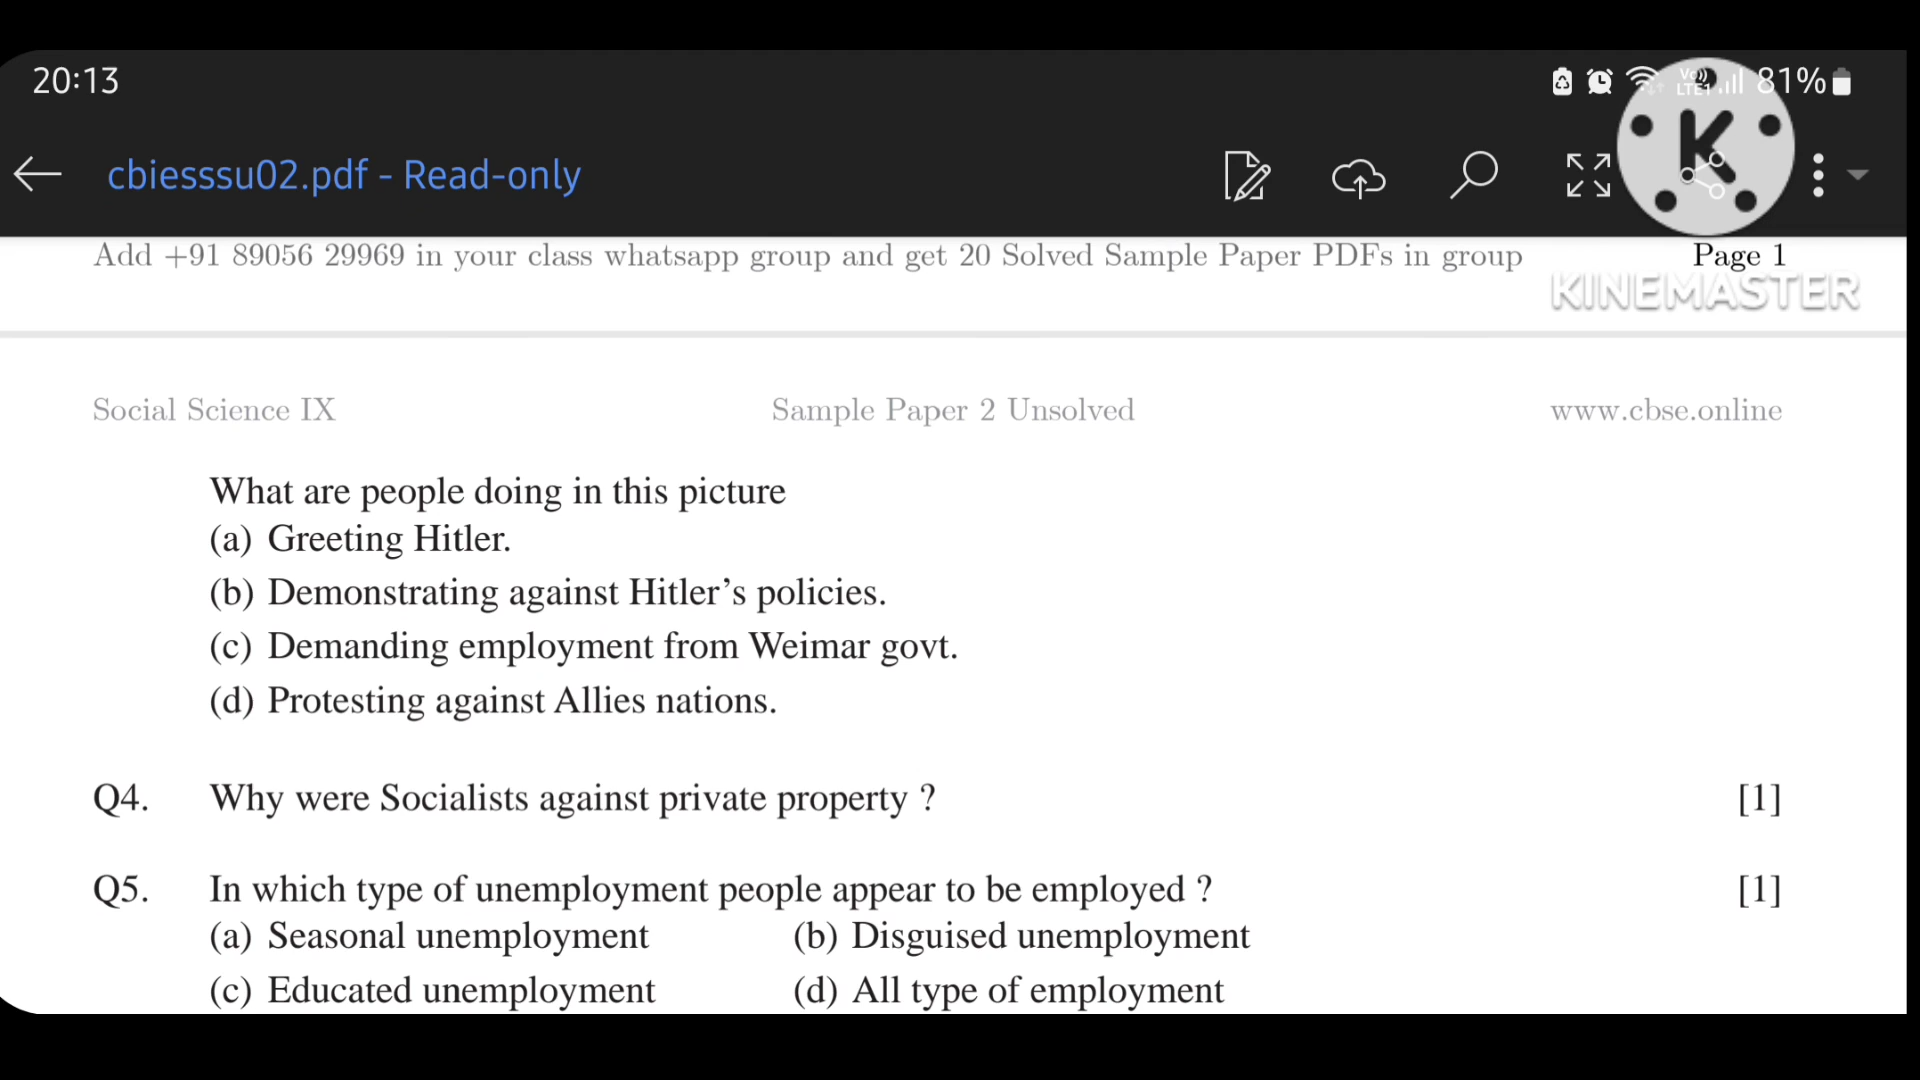 20:13
Vo)) LTE1 81%
K
cbiesssu02.pdf - Read-only
Add +91 89056 29969 in your class whatsapp group and get 20 Solved Sample Paper PDFs in group Page 1
KINEMASTER
Social Science IX Sample Paper 2 Unsolved www.cbse.online
What are people doing in this picture
(a) Greeting Hitler.
(b) Demonstrating against Hitler’s policies.
(c) Demanding employment from Weimar govt.
(d) Protesting against Allies nations.
Q4. Why were Socialists against private property ? [1]
Q5. In which type of unemployment people appear to be employed ? [1]
(a) Seasonal unemployment (b) Disguised unemployment
(c) Educated unemployment (d) All type of employment